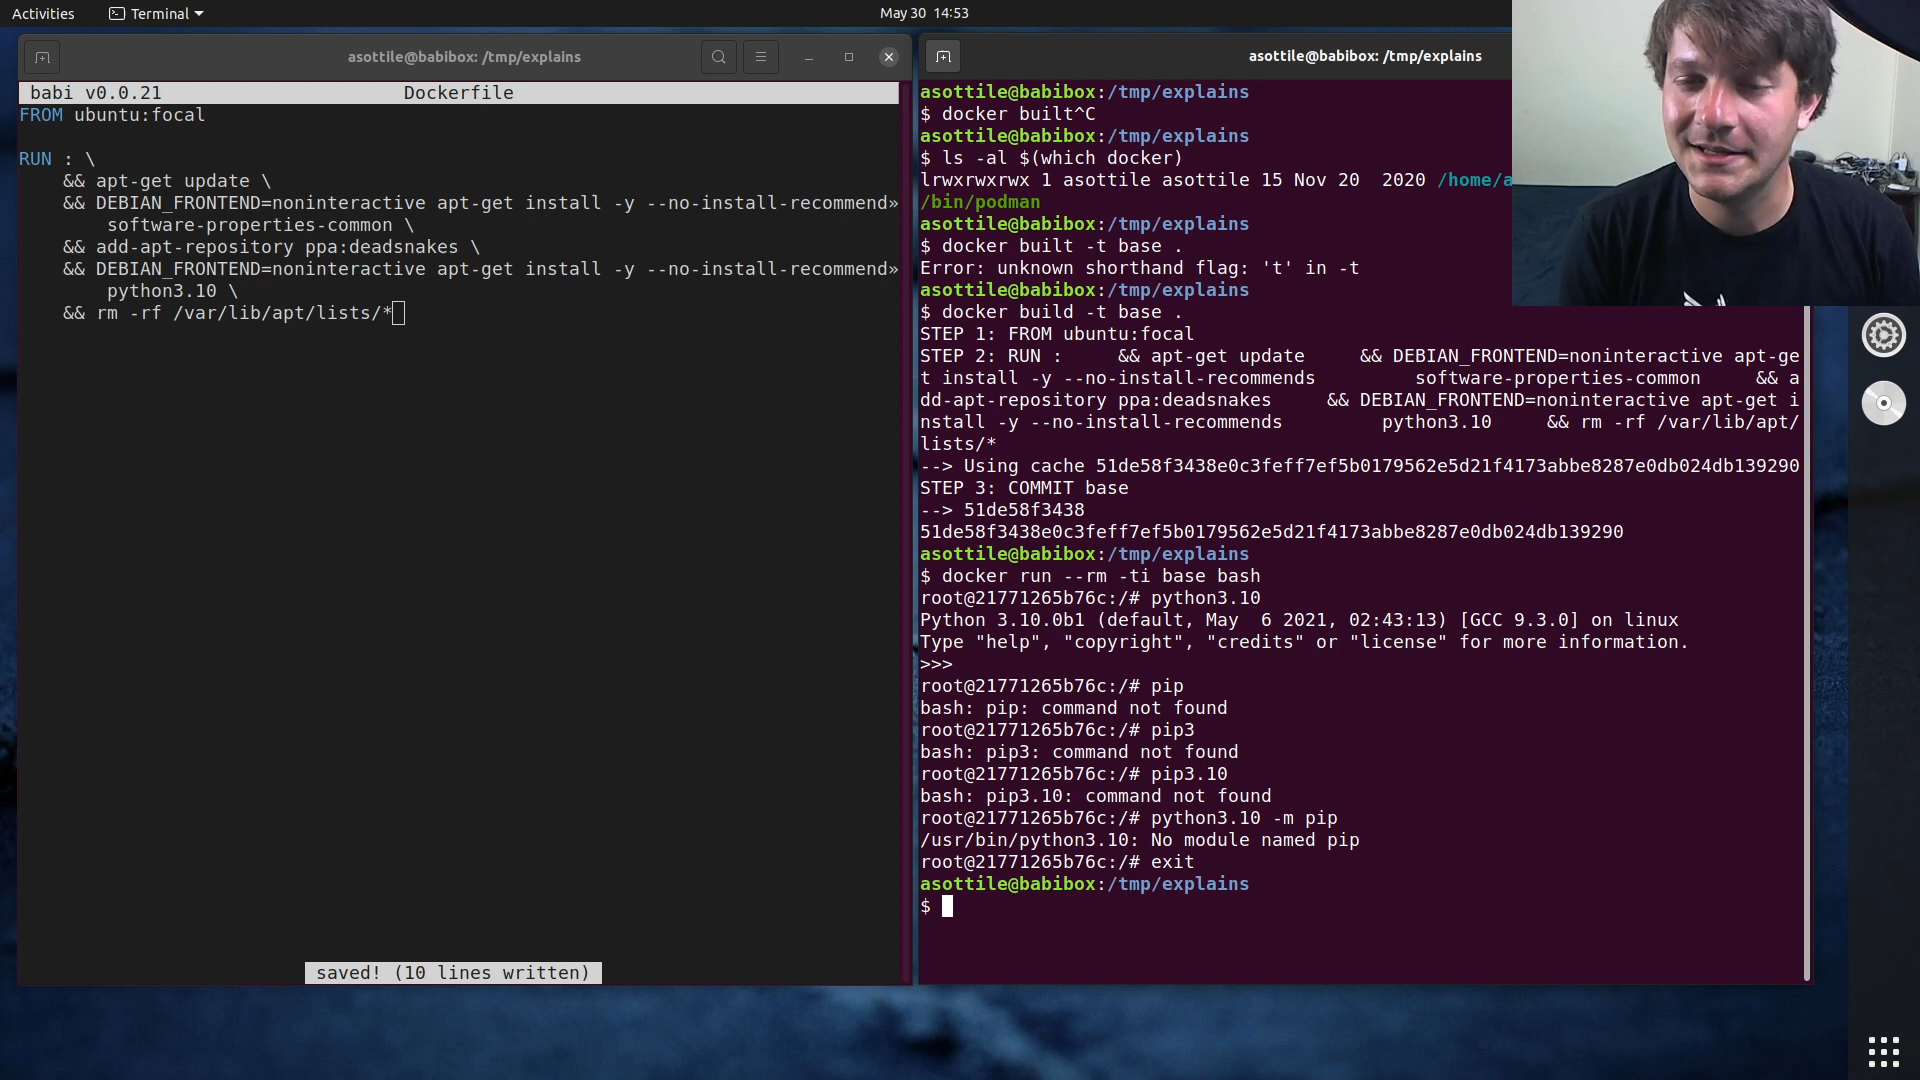 Activities
Terminal
May 30 14:53
asottile@babibox: /tmp/explains
babi v0.0.21 Dockerfile
FROM ubuntu:focal
RUN : \
&& apt-get update \
&& DEBIAN_FRONTEND=noninteractive apt-get install -y --no-install-recommend»
software-properties-common \
&& add-apt-repository ppa:deadsnakes \
&& DEBIAN_FRONTEND=noninteractive apt-get install -y --no-install-recommend»
python3.10 \
&& rm -rf /var/lib/apt/lists/*
saved! (10 lines written)
asottile@babibox: /tmp/explains
asottile@babibox:/tmp/explains
$ docker built^C
asottile@babibox:/tmp/explains
$ ls -al $(which docker)
lrwxrwxrwx 1 asottile asottile 15 Nov 20  2020 /home/a
/bin/podman
asottile@babibox:/tmp/explains
$ docker built -t base .
Error: unknown shorthand flag: 't' in -t
asottile@babibox:/tmp/explains
$ docker build -t base .
STEP 1: FROM ubuntu:focal
STEP 2: RUN :     && apt-get update     && DEBIAN_FRONTEND=noninteractive apt-ge
t install -y --no-install-recommends         software-properties-common     && a
dd-apt-repository ppa:deadsnakes     && DEBIAN_FRONTEND=noninteractive apt-get i
nstall -y --no-install-recommends         python3.10     && rm -rf /var/lib/apt/
lists/*
--> Using cache 51de58f3438e0c3feff7ef5b0179562e5d21f4173abbe8287e0db024db139290
STEP 3: COMMIT base
--> 51de58f3438
51de58f3438e0c3feff7ef5b0179562e5d21f4173abbe8287e0db024db139290
asottile@babibox:/tmp/explains
$ docker run --rm -ti base bash
root@21771265b76c:/# python3.10
Python 3.10.0b1 (default, May  6 2021, 02:43:13) [GCC 9.3.0] on linux
Type "help", "copyright", "credits" or "license" for more information.
>>>
root@21771265b76c:/# pip
bash: pip: command not found
root@21771265b76c:/# pip3
bash: pip3: command not found
root@21771265b76c:/# pip3.10
bash: pip3.10: command not found
root@21771265b76c:/# python3.10 -m pip
/usr/bin/python3.10: No module named pip
root@21771265b76c:/# exit
asottile@babibox:/tmp/explains
$